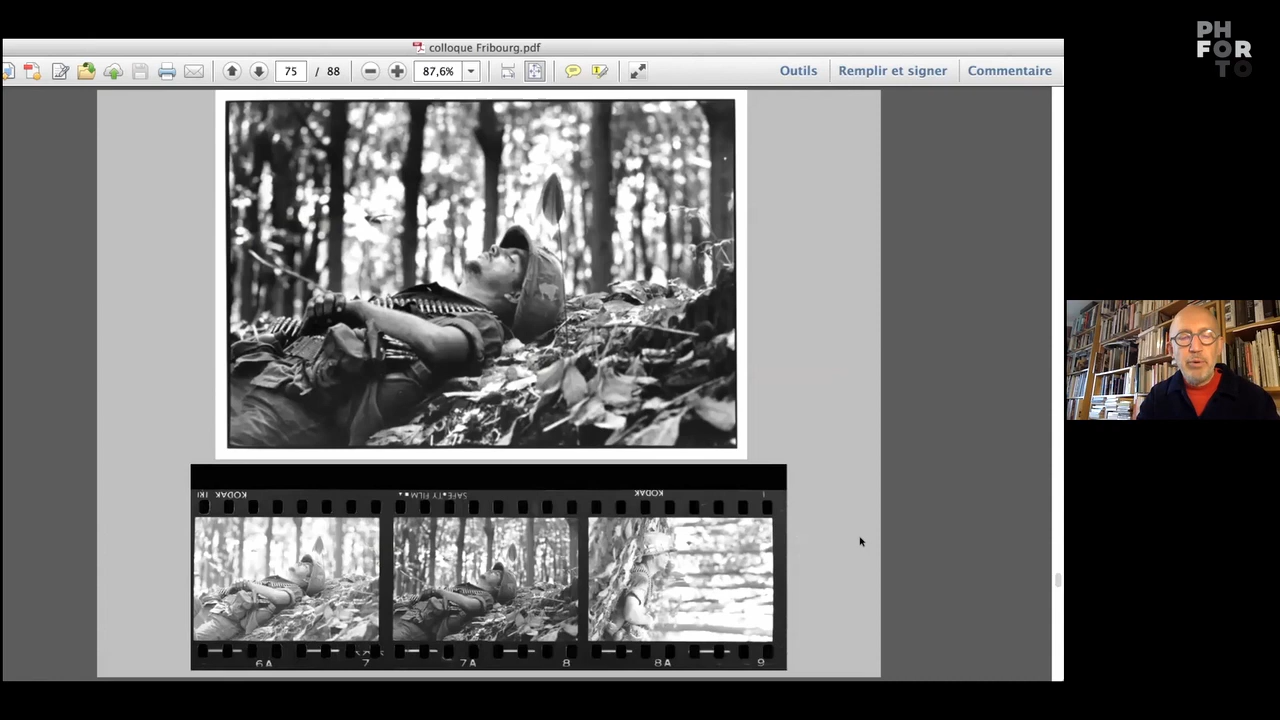 PH
FOR
TO
colloque Fribourg.pdf
75 / 88 87,6% Outils Remplir et signer Commentaire
KODAK SAFETY FILM KODAK
6A 7 7A 8 8A 9